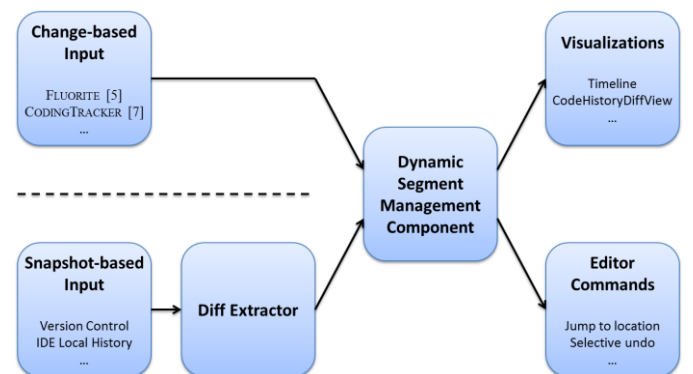 Change-based
Input
FLUORITE [5]
CODINGTRACKER [7]
...
Visualizations
Timeline
CodeHistoryDiffView
...
Dynamic
Segment
Management
Component
Snapshot-based
Input
Version Control
IDE Local History
...
Diff Extractor
Editor
Commands
Jump to location
Selective undo
...